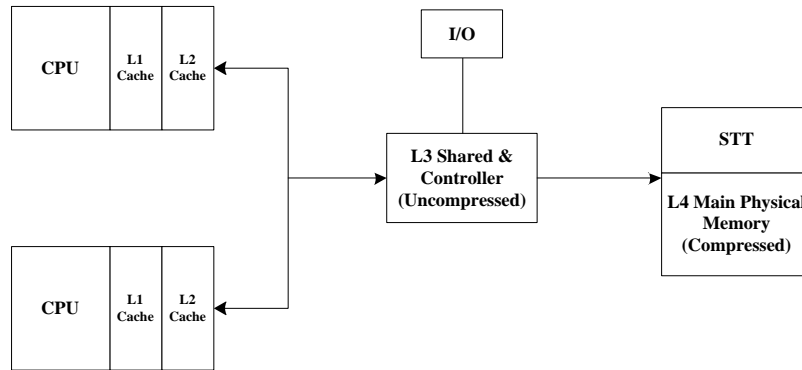 CPU
L1
Cache
L2
Cache
I/O
L3 Shared &
Controller
(Uncompressed)
STT
L4 Main Physical
Memory
(Compressed)
CPU
L1
Cache
L2
Cache